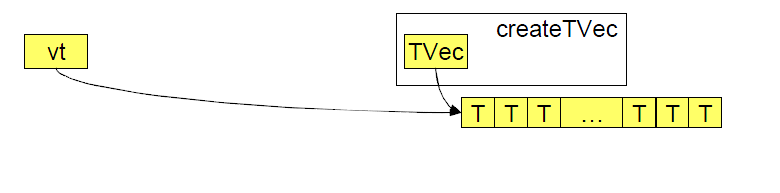 createTVec
vt
TVec
T T T ... T T T